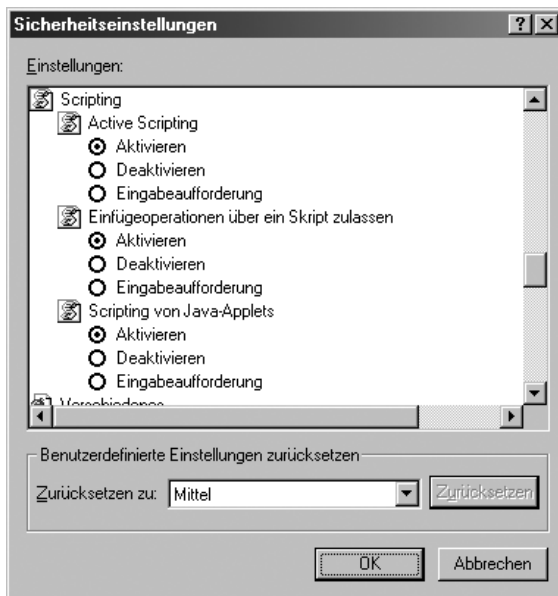 Sicherheitseinstellungen
Einstellungen:
Scripting
Active Scripting
Aktivieren
Deaktivieren
Eingabeaufforderung
Einfügeoperationen über ein Skript zulassen
Aktivieren
Deaktivieren
Eingabeaufforderung
Scripting von Java-Applets
Aktivieren
Deaktivieren
Eingabeaufforderung
Verschiedenes
Benutzerdefinierte Einstellungen zurücksetzen
Zurücksetzen zu: Mittel Zurücksetzen
OK Abbrechen